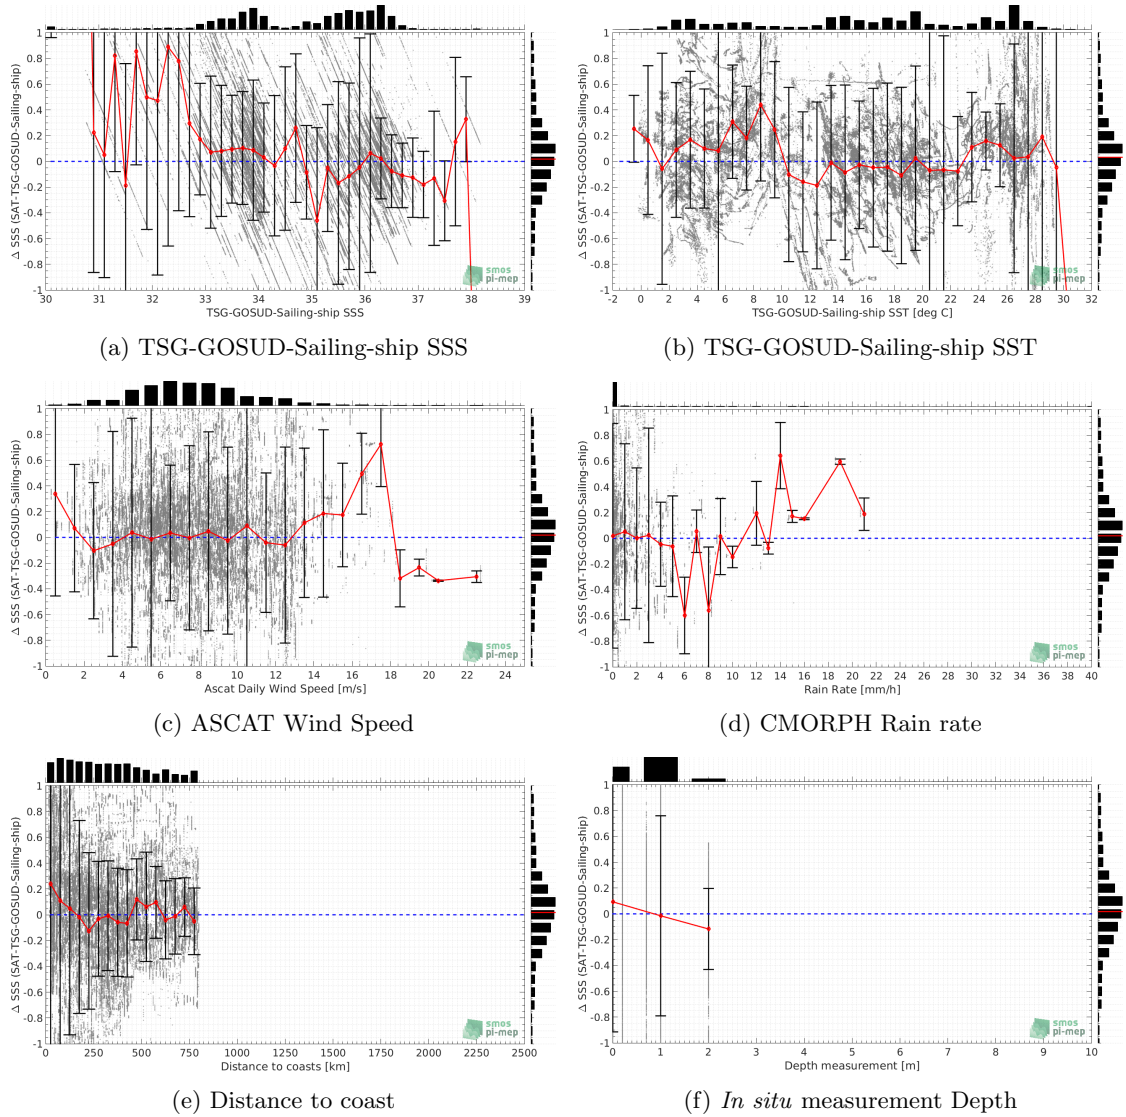 Δ SSS (SAT-TSG-GOSUD-Sailing-ship)
1
0.8
0.6
0.4
0.2
0
-0.2
-0.4
-0.6
-0.8
-1
30 31 32 33 34 35 36 37 38 39
TSG-GOSUD-Sailing-ship SSS
smos
pi-mep
(a) TSG-GOSUD-Sailing-ship SSS
Δ SSS (SAT-TSG-GOSUD-Sailing-ship)
1
0.8
0.6
0.4
0.2
0
-0.2
-0.4
-0.6
-0.8
-1
-2 0 2 4 6 8 10 12 14 16 18 20 22 24 26 28 30 32
TSG-GOSUD-Sailing-ship SST [deg C]
smos
pi-mep
(b) TSG-GOSUD-Sailing-ship SST
Δ SSS (SAT-TSG-GOSUD-Sailing-ship)
1
0.8
0.6
0.4
0.2
0
-0.2
-0.4
-0.6
-0.8
-1
0 2 4 6 8 10 12 14 16 18 20 22 24
Ascat Daily Wind Speed [m/s]
smos
pi-mep
(c) ASCAT Wind Speed
Δ SSS (SAT-TSG-GOSUD-Sailing-ship)
1
0.8
0.6
0.4
0.2
0
-0.2
-0.4
-0.6
-0.8
-1
0 2 4 6 8 10 12 14 16 18 20 22 24 26 28 30 32 34 36 38 40
Rain Rate [mm/h]
smos
pi-mep
(d) CMORPH Rain rate
Δ SSS (SAT-TSG-GOSUD-Sailing-ship)
1
0.8
0.6
0.4
0.2
0
-0.2
-0.4
-0.6
-0.8
-1
0 250 500 750 1000 1250 1500 1750 2000 2250 2500
Distance to coasts [km]
smos
pi-mep
(e) Distance to coast
Δ SSS (SAT-TSG-GOSUD-Sailing-ship)
1
0.8
0.6
0.4
0.2
0
-0.2
-0.4
-0.6
-0.8
-1
0 1 2 3 4 5 6 7 8 9 10
Depth measurement [m]
smos
pi-mep
(f) In situ measurement Depth